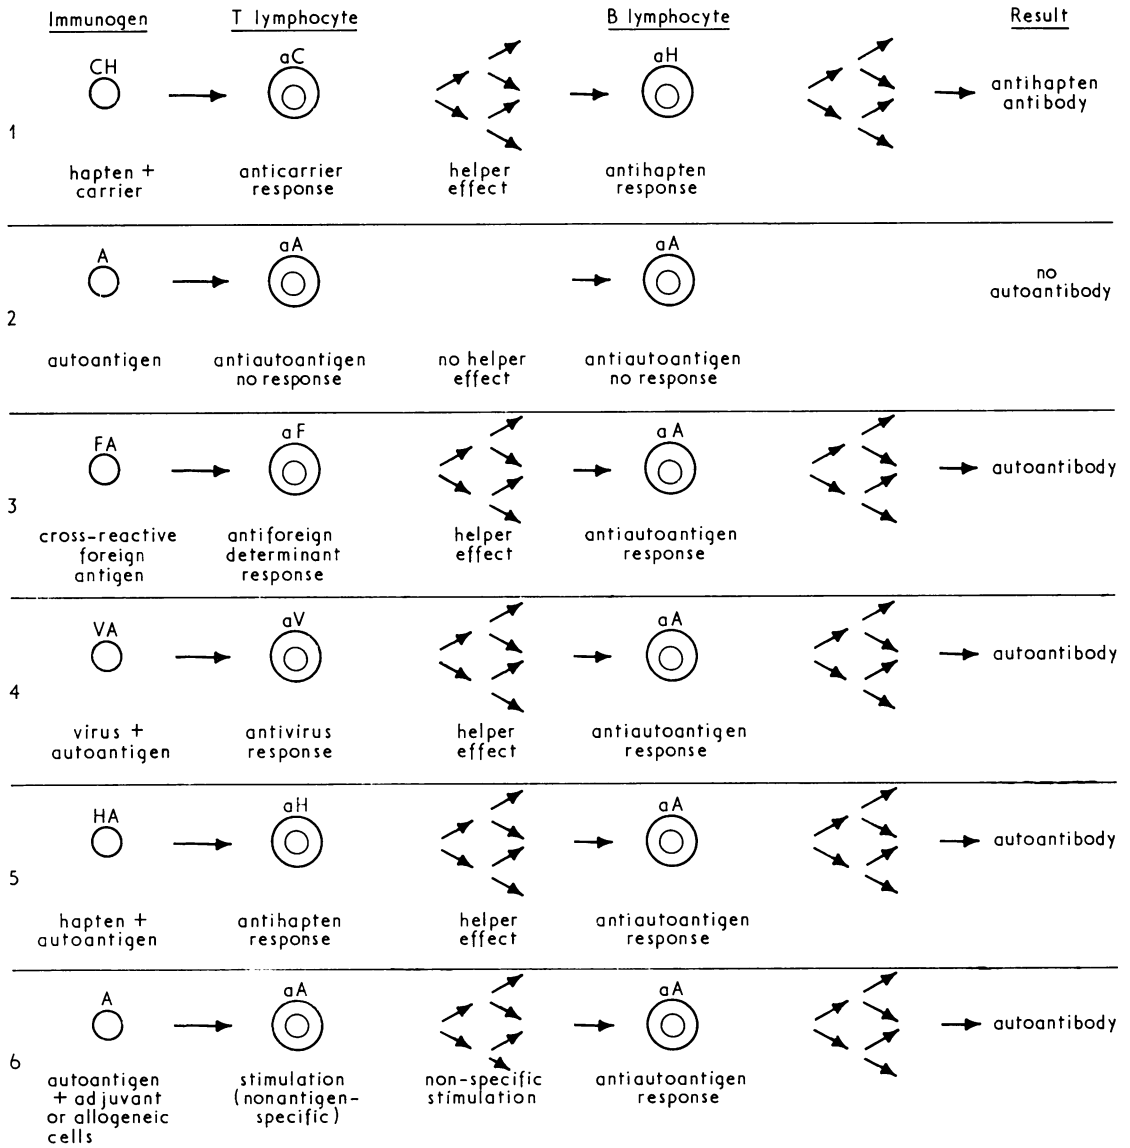 Immunogen T lymphocyte B lymphocyte Result
CH aC aH
antihapten
antibody
1
hapten + anticarrier helper antihapten
carrier response effect response
A aA aA
no
autoantibody
2
autoantigen antiautoantigen no helper antiautoantigen
no response effect no response
FA aF aA
autoantibody
3
cross-reactive antiforeign helper antiautoantigen
foreign determinant effect response
antigen response
VA aV aA
autoantibody
4
virus + antivirus helper antiautoantigen
autoantigen response effect response
HA aH aA
autoantibody
5
hapten + antihapten helper antiautoantigen
autoantigen response effect response
A aA aA
autoantibody
6
autoantigen stimulation non-specific antiautoantigen
+ adjuvant (nonantigen- stimulation response
or allogeneic specific)
cells